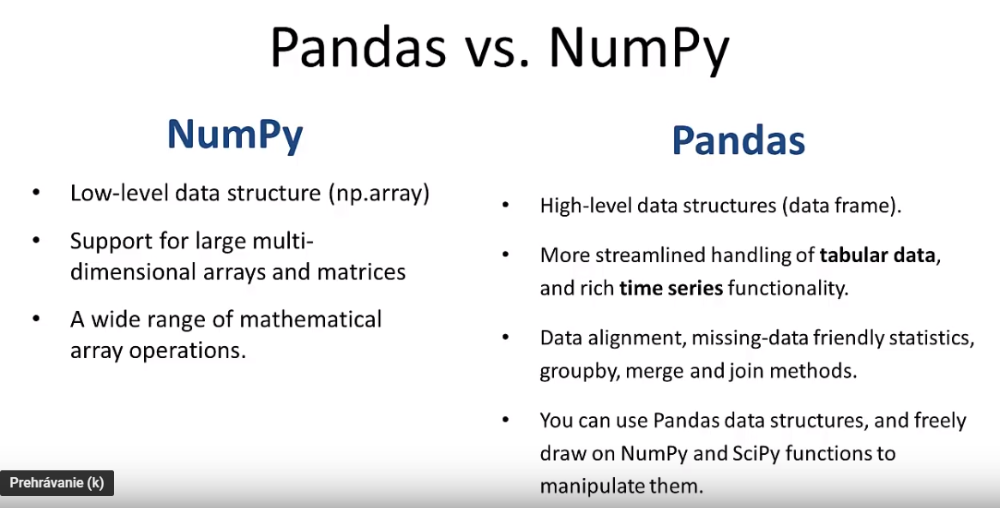 Pandas vs. NumPy
NumPy
• Low-level data structure (np.array)
• Support for large multi-
dimensional arrays and matrices
• A wide range of mathematical
array operations.
Pandas
• High-level data structures (data frame).
• More streamlined handling of tabular data,
and rich time series functionality.
• Data alignment, missing-data friendly statistics,
groupby, merge and join methods.
• You can use Pandas data structures, and freely
draw on NumPy and SciPy functions to
manipulate them.
Prehrávanie (k)